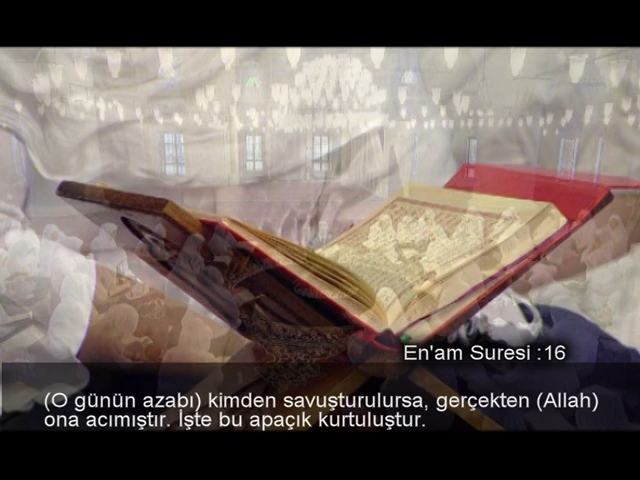 En'am Suresi :16
(O günün azabı) kimden savuşturulursa, gerçekten (Allah)
ona acımıştır. İşte bu apaçık kurtuluştur.